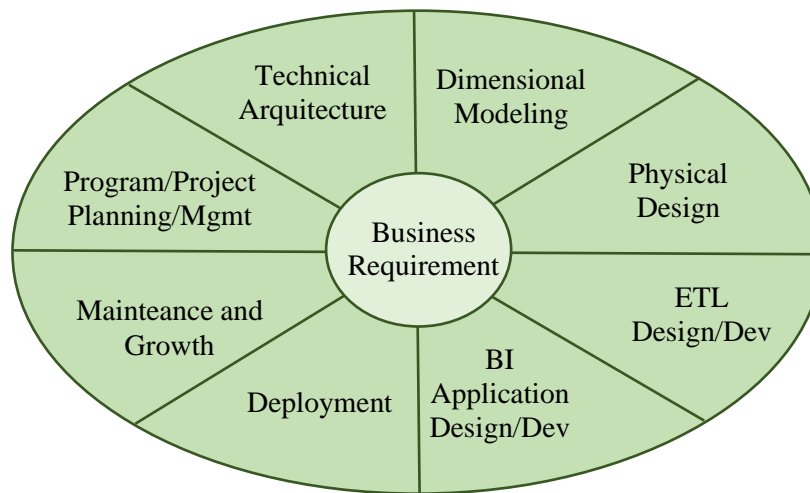 Technical
Arquitecture
Dimensional
Modeling
Program/Project
Planning/Mgmt
Physical
Design
Business
Requirement
Mainteance and
Growth
ETL
Design/Dev
Deployment
BI
Application
Design/Dev